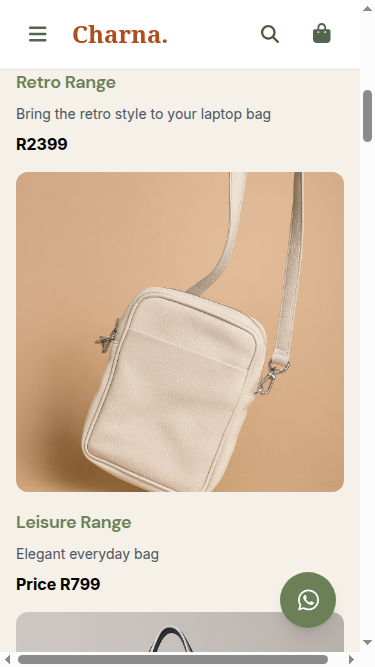 Charna.
Retro Range
Bring the retro style to your laptop bag
R2399
Leisure Range
Elegant everyday bag
Price R799